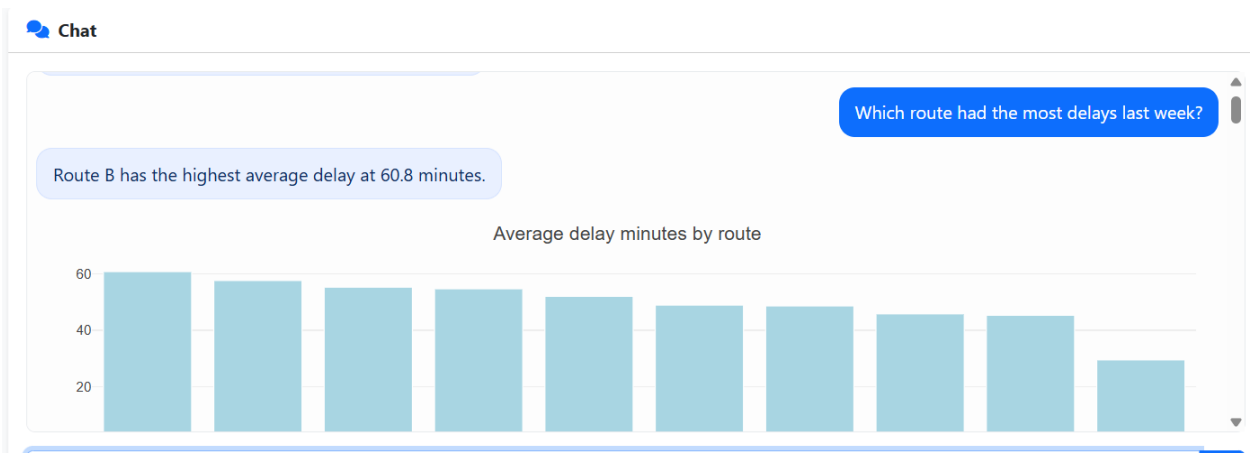 Chat
Which route had the most delays last week?
Route B has the highest average delay at 60.8 minutes.
Average delay minutes by route
60
40
20